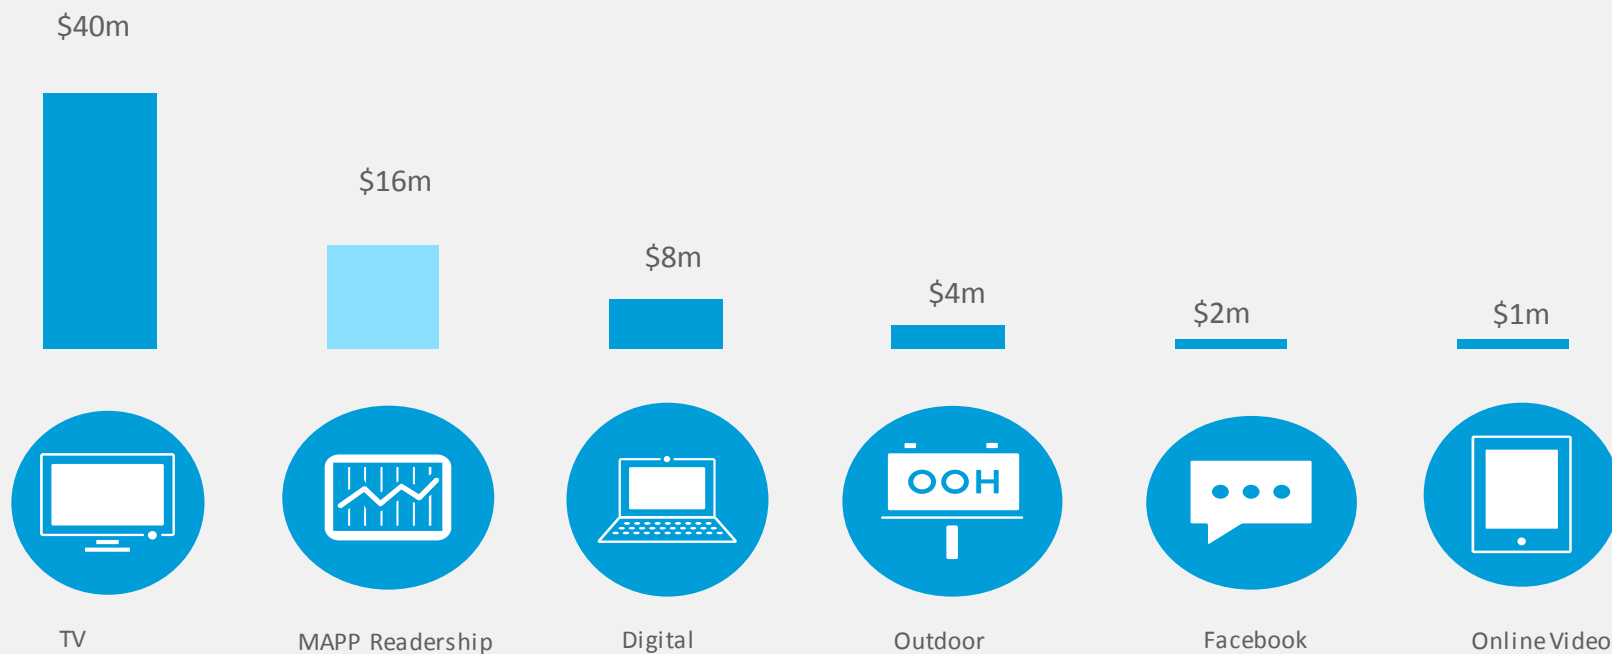 $40m
$16m
$8m
$4m
$2m
$1m
OOH
TV
MAPP Readership
Digital
Outdoor
Facebook
Online Video